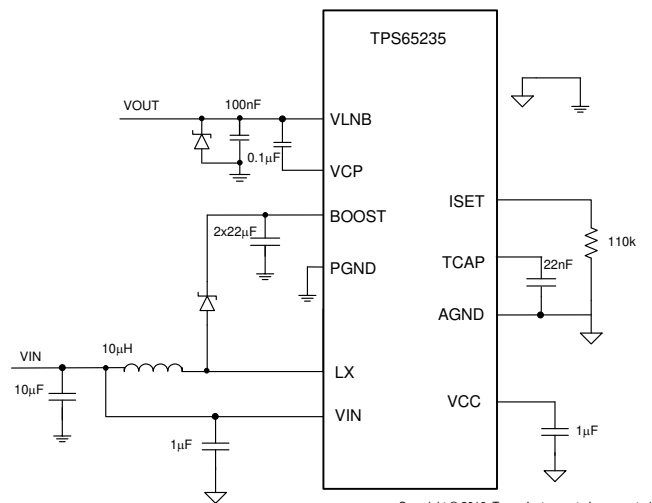 TPS65235
VOUT
100nF
VLNB
0.1µF
VCP
ISET
BOOST
2x22µF
110k
TCAP
22nF
PGND
AGND
VIN
10µH
LX
10µF
VCC
VIN
1µF
1µF